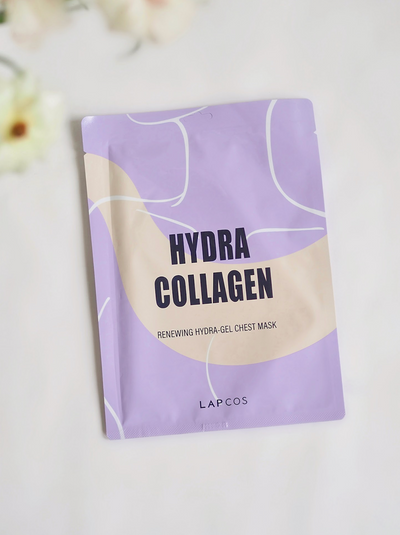 HYDRA
COLLAGEN
RENEWING HYDRA-GEL CHEST MASK
LAPCOS